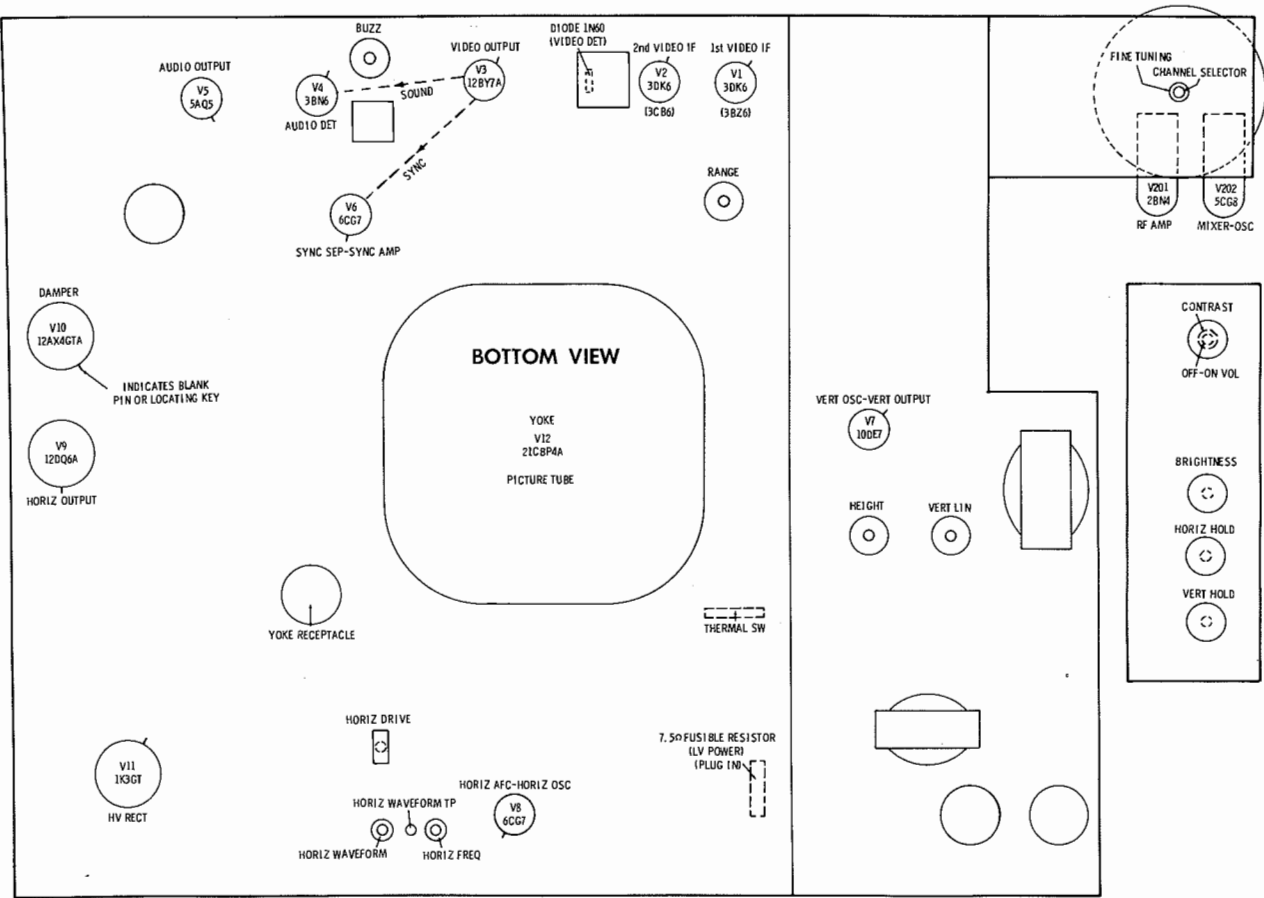 BUZZ
AUDIO OUTPUT
V5
5AQ5
V4
3BN6
AUDIO DET
SOUND
VIDEO OUTPUT
V3
12BY7A
SYNC
DIODE 1N60
(VIDEO DET)
2nd VIDEO IF
V2
3DK6
(3CB6)
1st VIDEO IF
V1
3DK6
(3BZ6)
FINE TUNING
CHANNEL SELECTOR
V201
2BN4
RF AMP
V202
5CG8
MIXER-OSC
RANGE
V6
6CG7
SYNC SEP-SYNC AMP
DAMPER
V10
12AX4GTA
INDICATES BLANK
PIN OR LOCATING KEY
V9
12DQ6A
HORIZ OUTPUT
BOTTOM VIEW
YOKE
V12
21CBP4A
PICTURE TUBE
CONTRAST
OFF-ON VOL
VERT OSC-VERT OUTPUT
V7
10DE7
HEIGHT
VERT LIN
BRIGHTNESS
HORIZ HOLD
VERT HOLD
YOKE RECEPTACLE
THERMAL SW
HORIZ DRIVE
7.5Ω FUSIBLE RESISTOR
(LV POWER)
(PLUG IN)
V11
1K3GT
HV RECT
HORIZ AFC-HORIZ OSC
V8
6CG7
HORIZ WAVEFORM TP
HORIZ WAVEFORM
HORIZ FREQ